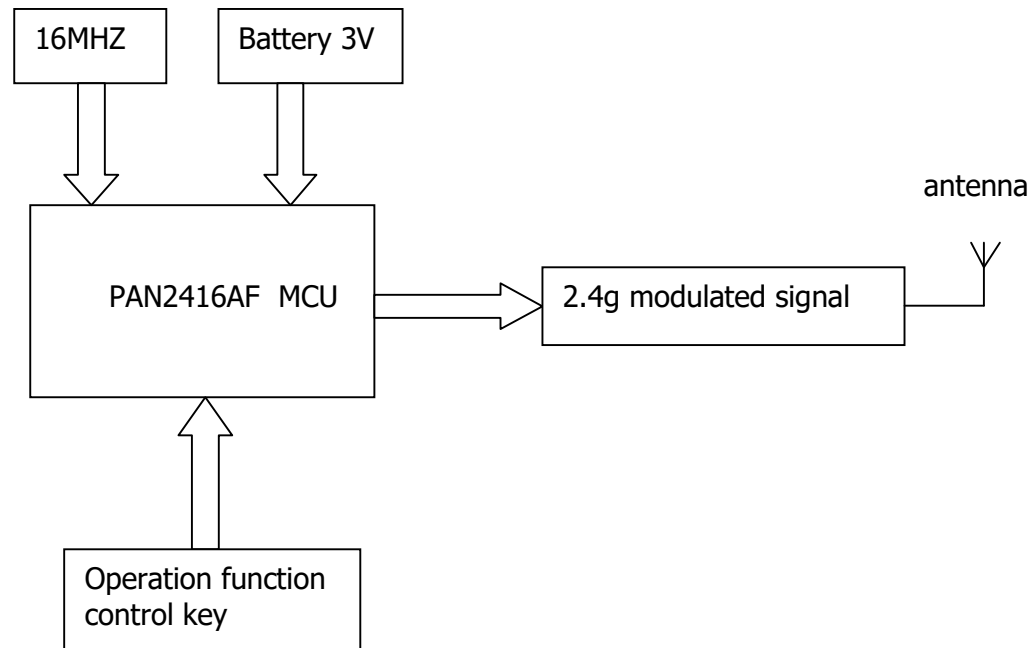 16MHZ
Battery 3V
antenna
PAN2416AF MCU
2.4g modulated signal
Operation function
control key